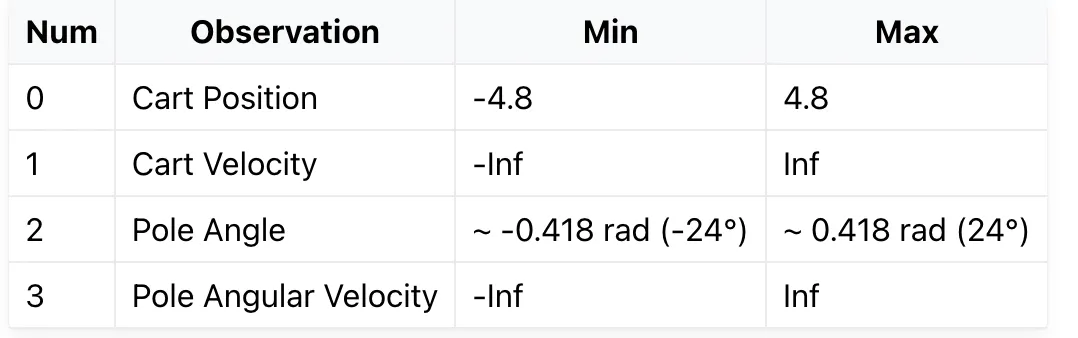 Num Observation Min Max
0 Cart Position -4.8 4.8
1 Cart Velocity -Inf Inf
2 Pole Angle ~ -0.418 rad (-24°) ~ 0.418 rad (24°)
3 Pole Angular Velocity -Inf Inf